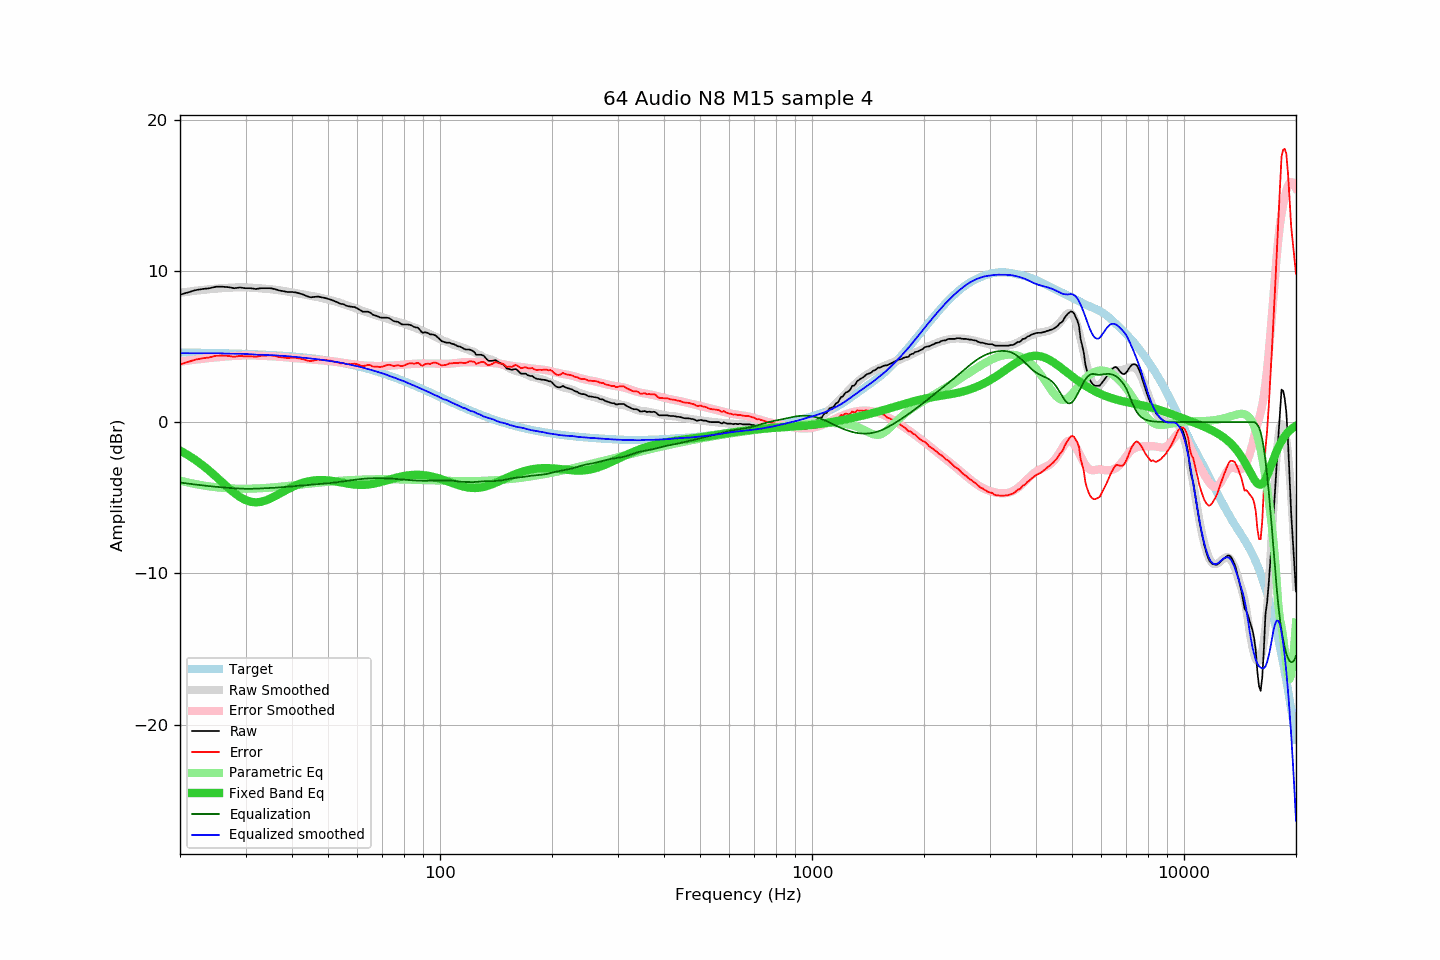 64 Audio N8 M15 sample 4
Amplitude (dBr)
20
10
0
−10
−20
Target
Raw Smoothed
Error Smoothed
Raw
Error
Parametric Eq
Fixed Band Eq
Equalization
Equalized smoothed
100
1000
10000
Frequency (Hz)